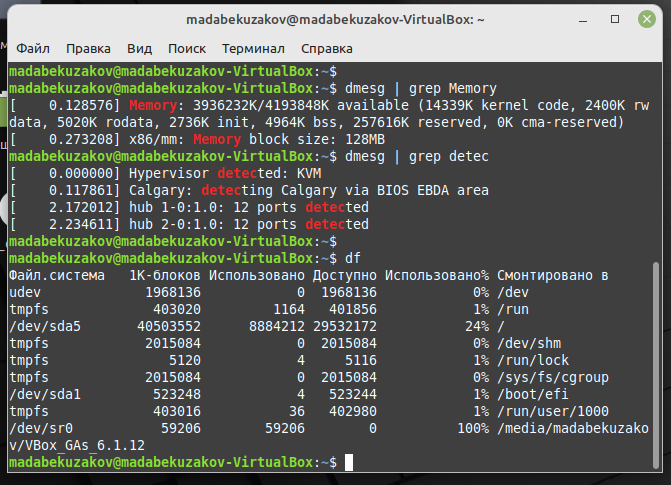 madabekuzakov@madabekuzakov-VirtualBox: ~
Файл Правка Вид Поиск Терминал Справка
madabekuzakov@madabekuzakov-VirtualBox:~$
madabekuzakov@madabekuzakov-VirtualBox:~$ dmesg | grep Memory
[    0.128576] Memory: 3936232K/4193848K available (14339K kernel code, 2400K rw
data, 5020K rodata, 2736K init, 4964K bss, 257616K reserved, 0K cma-reserved)
[    0.273208] x86/mm: Memory block size: 128MB
madabekuzakov@madabekuzakov-VirtualBox:~$ dmesg | grep detec
[    0.000000] Hypervisor detected: KVM
[    0.117861] Calgary: detecting Calgary via BIOS EBDA area
[    2.172012] hub 1-0:1.0: 12 ports detected
[    2.234611] hub 2-0:1.0: 12 ports detected
madabekuzakov@madabekuzakov-VirtualBox:~$
madabekuzakov@madabekuzakov-VirtualBox:~$ df
Файл.система   1K-блоков Использовано Доступно Использовано% Cмонтировано в
udev             1968136            0  1968136            0% /dev
tmpfs             403020         1164   401856            1% /run
/dev/sda5       40503552      8884212 29532172           24% /
tmpfs            2015084            0  2015084            0% /dev/shm
tmpfs               5120            4     5116            1% /run/lock
tmpfs            2015084            0  2015084            0% /sys/fs/cgroup
/dev/sda1         523248            4   523244            1% /boot/efi
tmpfs             403016           36   402980            1% /run/user/1000
/dev/sr0           59206        59206        0          100% /media/madabekuzako
v/VBox_GAs_6.1.12
madabekuzakov@madabekuzakov-VirtualBox:~$